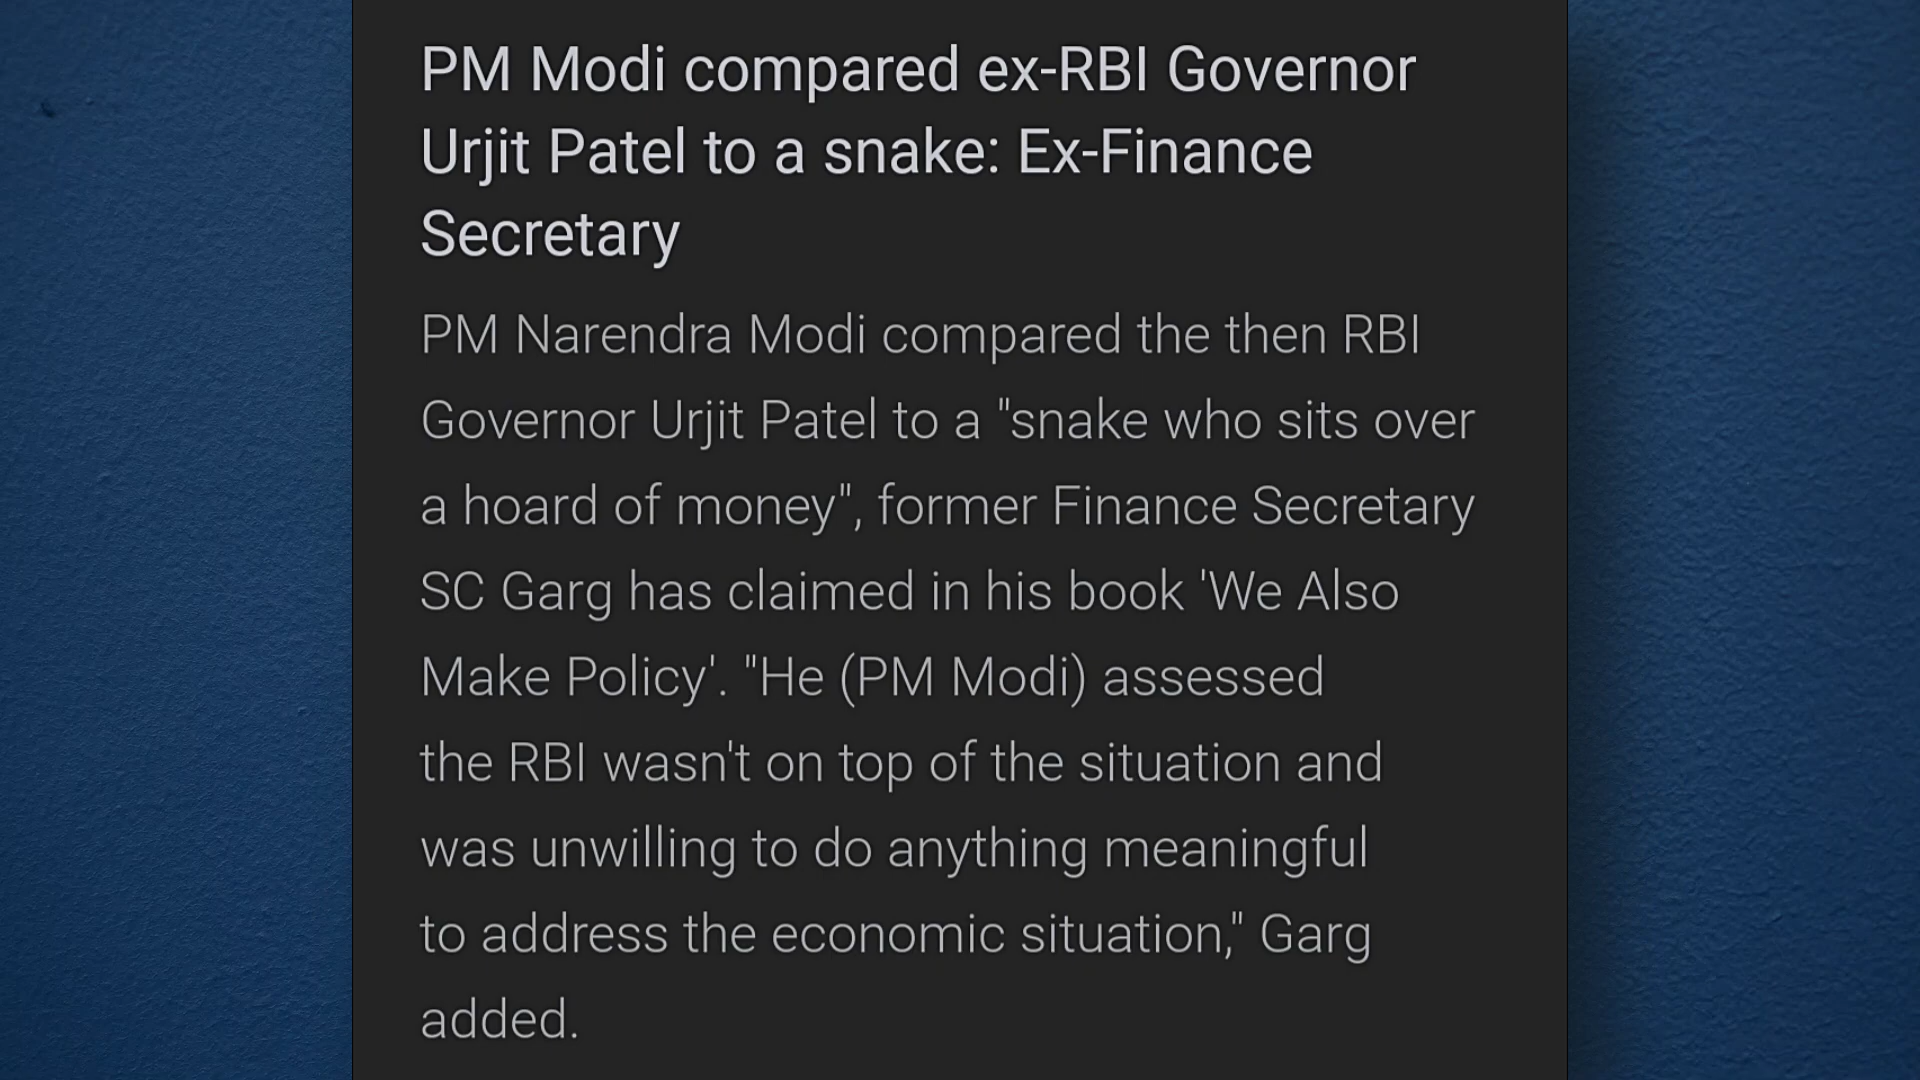 PM Modi compared ex-RBI Governor
Urjit Patel to a snake: Ex-Finance
Secretary
PM Narendra Modi compared the then RBI
Governor Urjit Patel to a "snake who sits over
a hoard of money", former Finance Secretary
SC Garg has claimed in his book 'We Also
Make Policy'. "He (PM Modi) assessed
the RBI wasn't on top of the situation and
was unwilling to do anything meaningful
to address the economic situation," Garg
added.